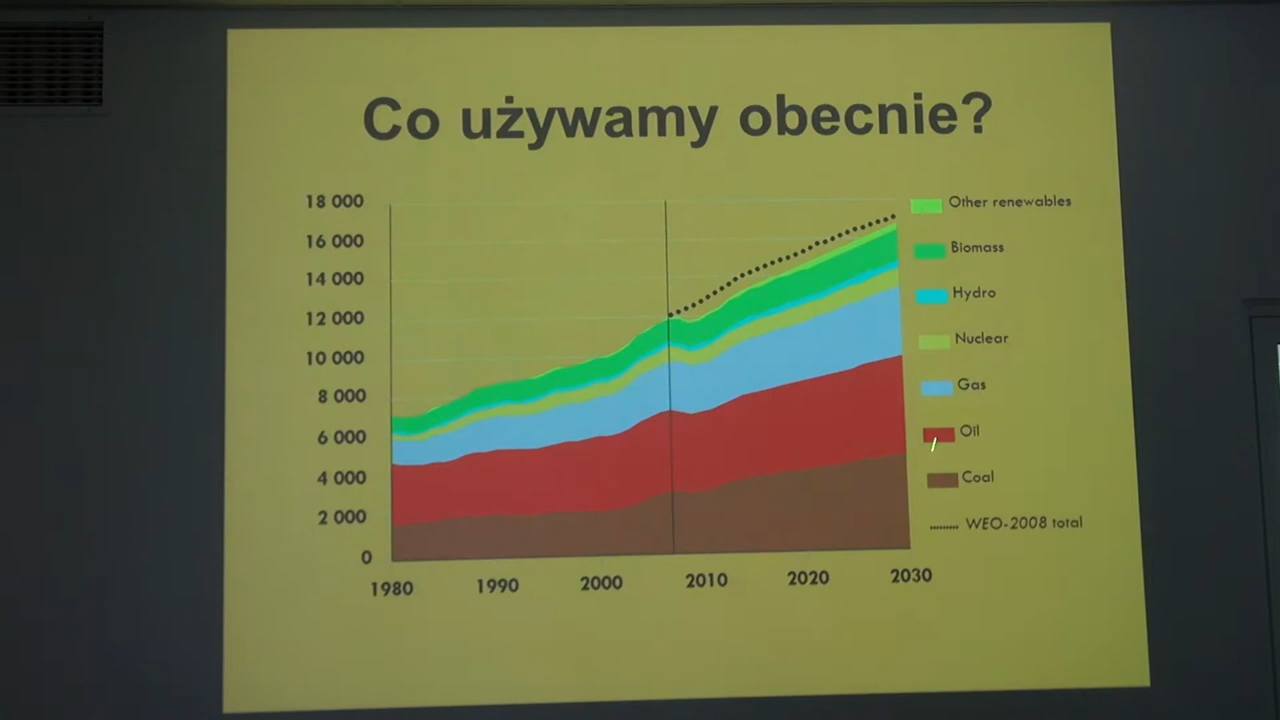 Co używamy obecnie?
18 000
16 000
14 000
12 000
10 000
8 000
6 000
4 000
2 000
0
1980 1990 2000 2010 2020 2030
Other renewables
Biomass
Hydro
Nuclear
Gas
Oil
Coal
WEO-2008 total